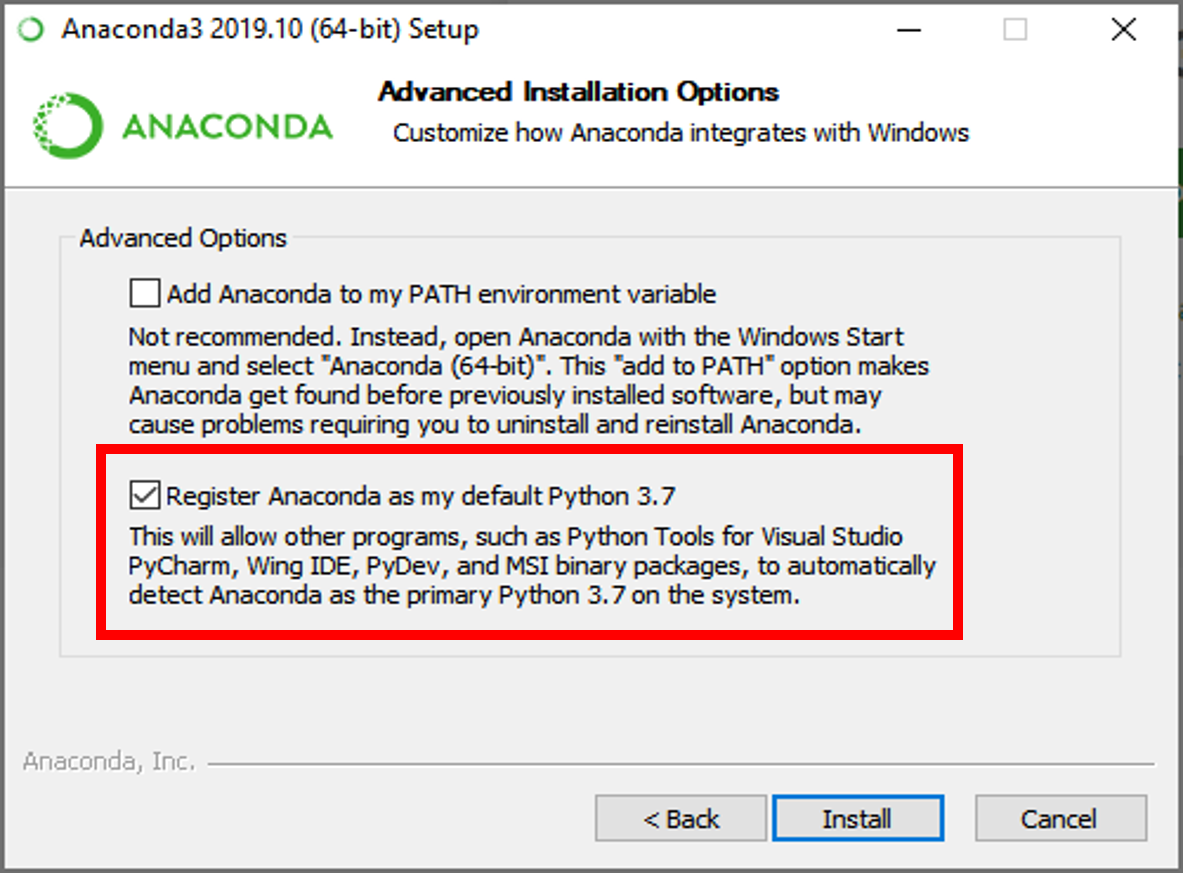 Anaconda3 2019.10 (64-bit) Setup
ANACONDA
Advanced Installation Options
Customize how Anaconda integrates with Windows
Advanced Options
Add Anaconda to my PATH environment variable
Not recommended. Instead, open Anaconda with the Windows Start
menu and select "Anaconda (64-bit)". This "add to PATH" option makes
Anaconda get found before previously installed software, but may
cause problems requiring you to uninstall and reinstall Anaconda.
Register Anaconda as my default Python 3.7
This will allow other programs, such as Python Tools for Visual Studio
PyCharm, Wing IDE, PyDev, and MSI binary packages, to automatically
detect Anaconda as the primary Python 3.7 on the system.
Anaconda, Inc.
< Back
Install
Cancel